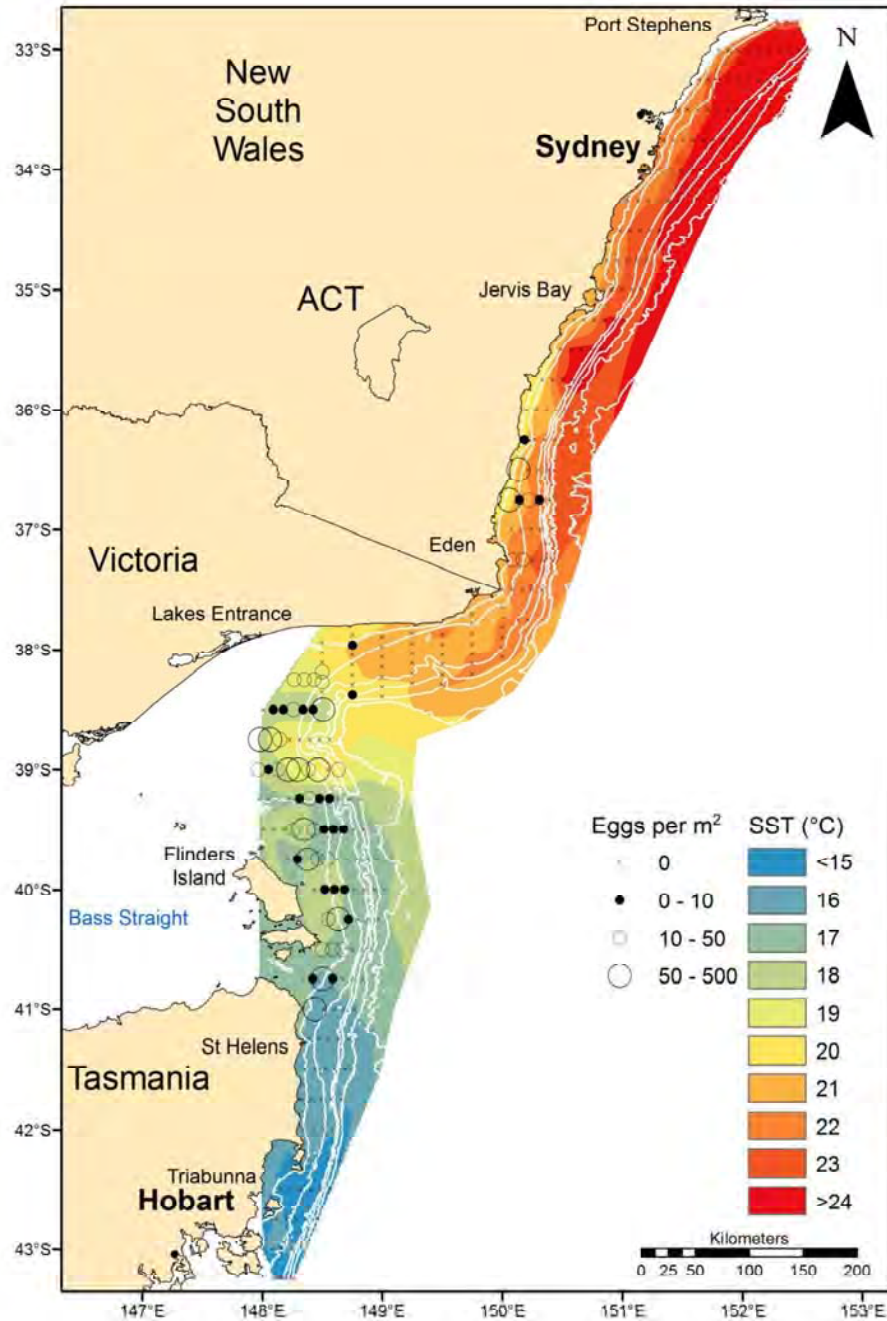 33°S
34°S
35°S
36°S
37°S
38°S
39°S
40°S
41°S
42°S
43°S
147°E
148°E
149°E
150°E
151°E
152°E
153°E
Port Stephens
N
New
South
Wales
Sydney
Jervis Bay
ACT
Eden
Victoria
Lakes Entrance
Flinders
Island
Bass Straight
St Helens
Tasmania
Triabunna
Hobart
Eggs per m²
0
0 - 10
10 - 50
50 - 500
SST (°C)
<15
16
17
18
19
20
21
22
23
>24
Kilometers
0 25 50 100 150 200